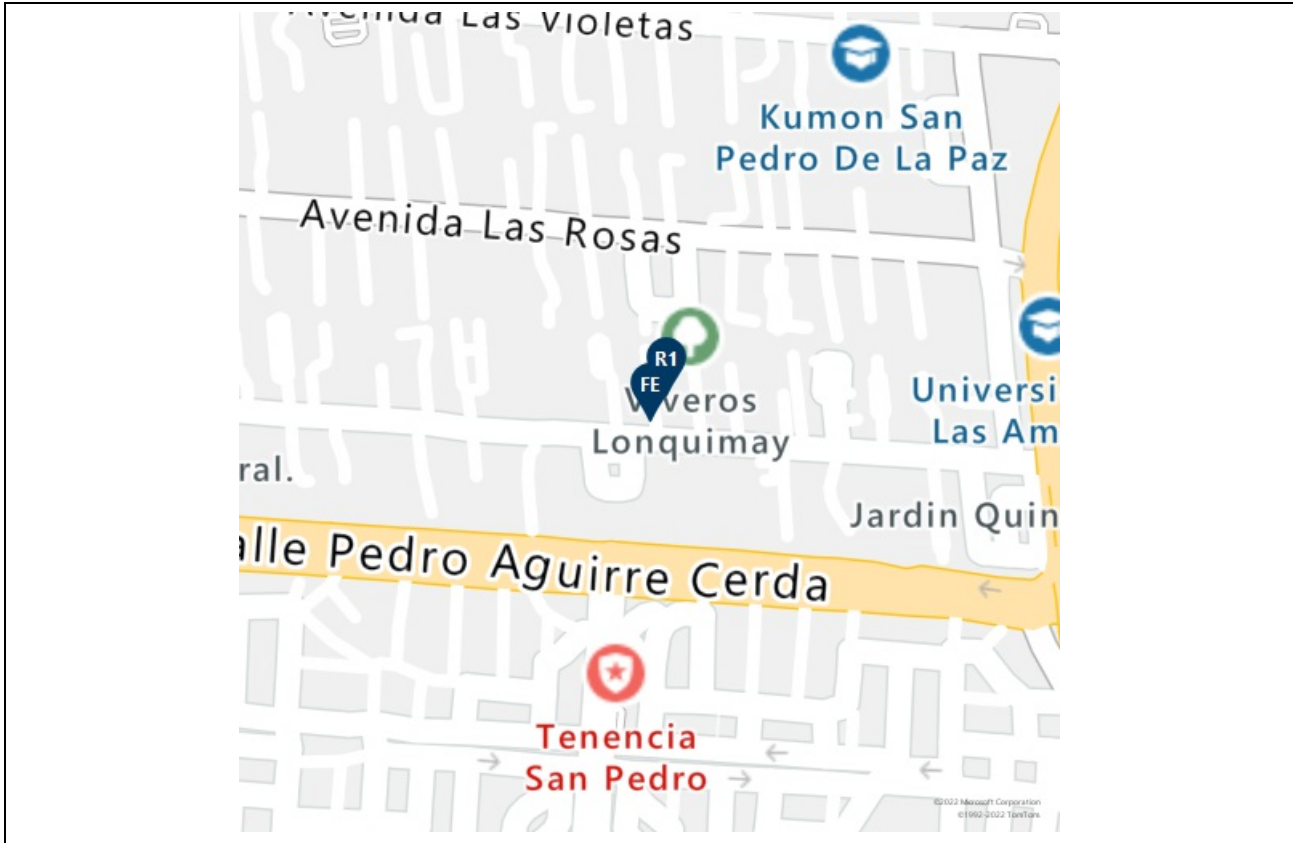 Avenida Las Violetas
Kumon San
Pedro De La Paz
Avenida Las Rosas
R1
FE
Viveros
Lonquimay
Universi
Las Am
ral.
Jardin Quin
alle Pedro Aguirre Cerda
Tenencia
San Pedro
©2022 Microsoft Corporation
©1992-2022 TomTom